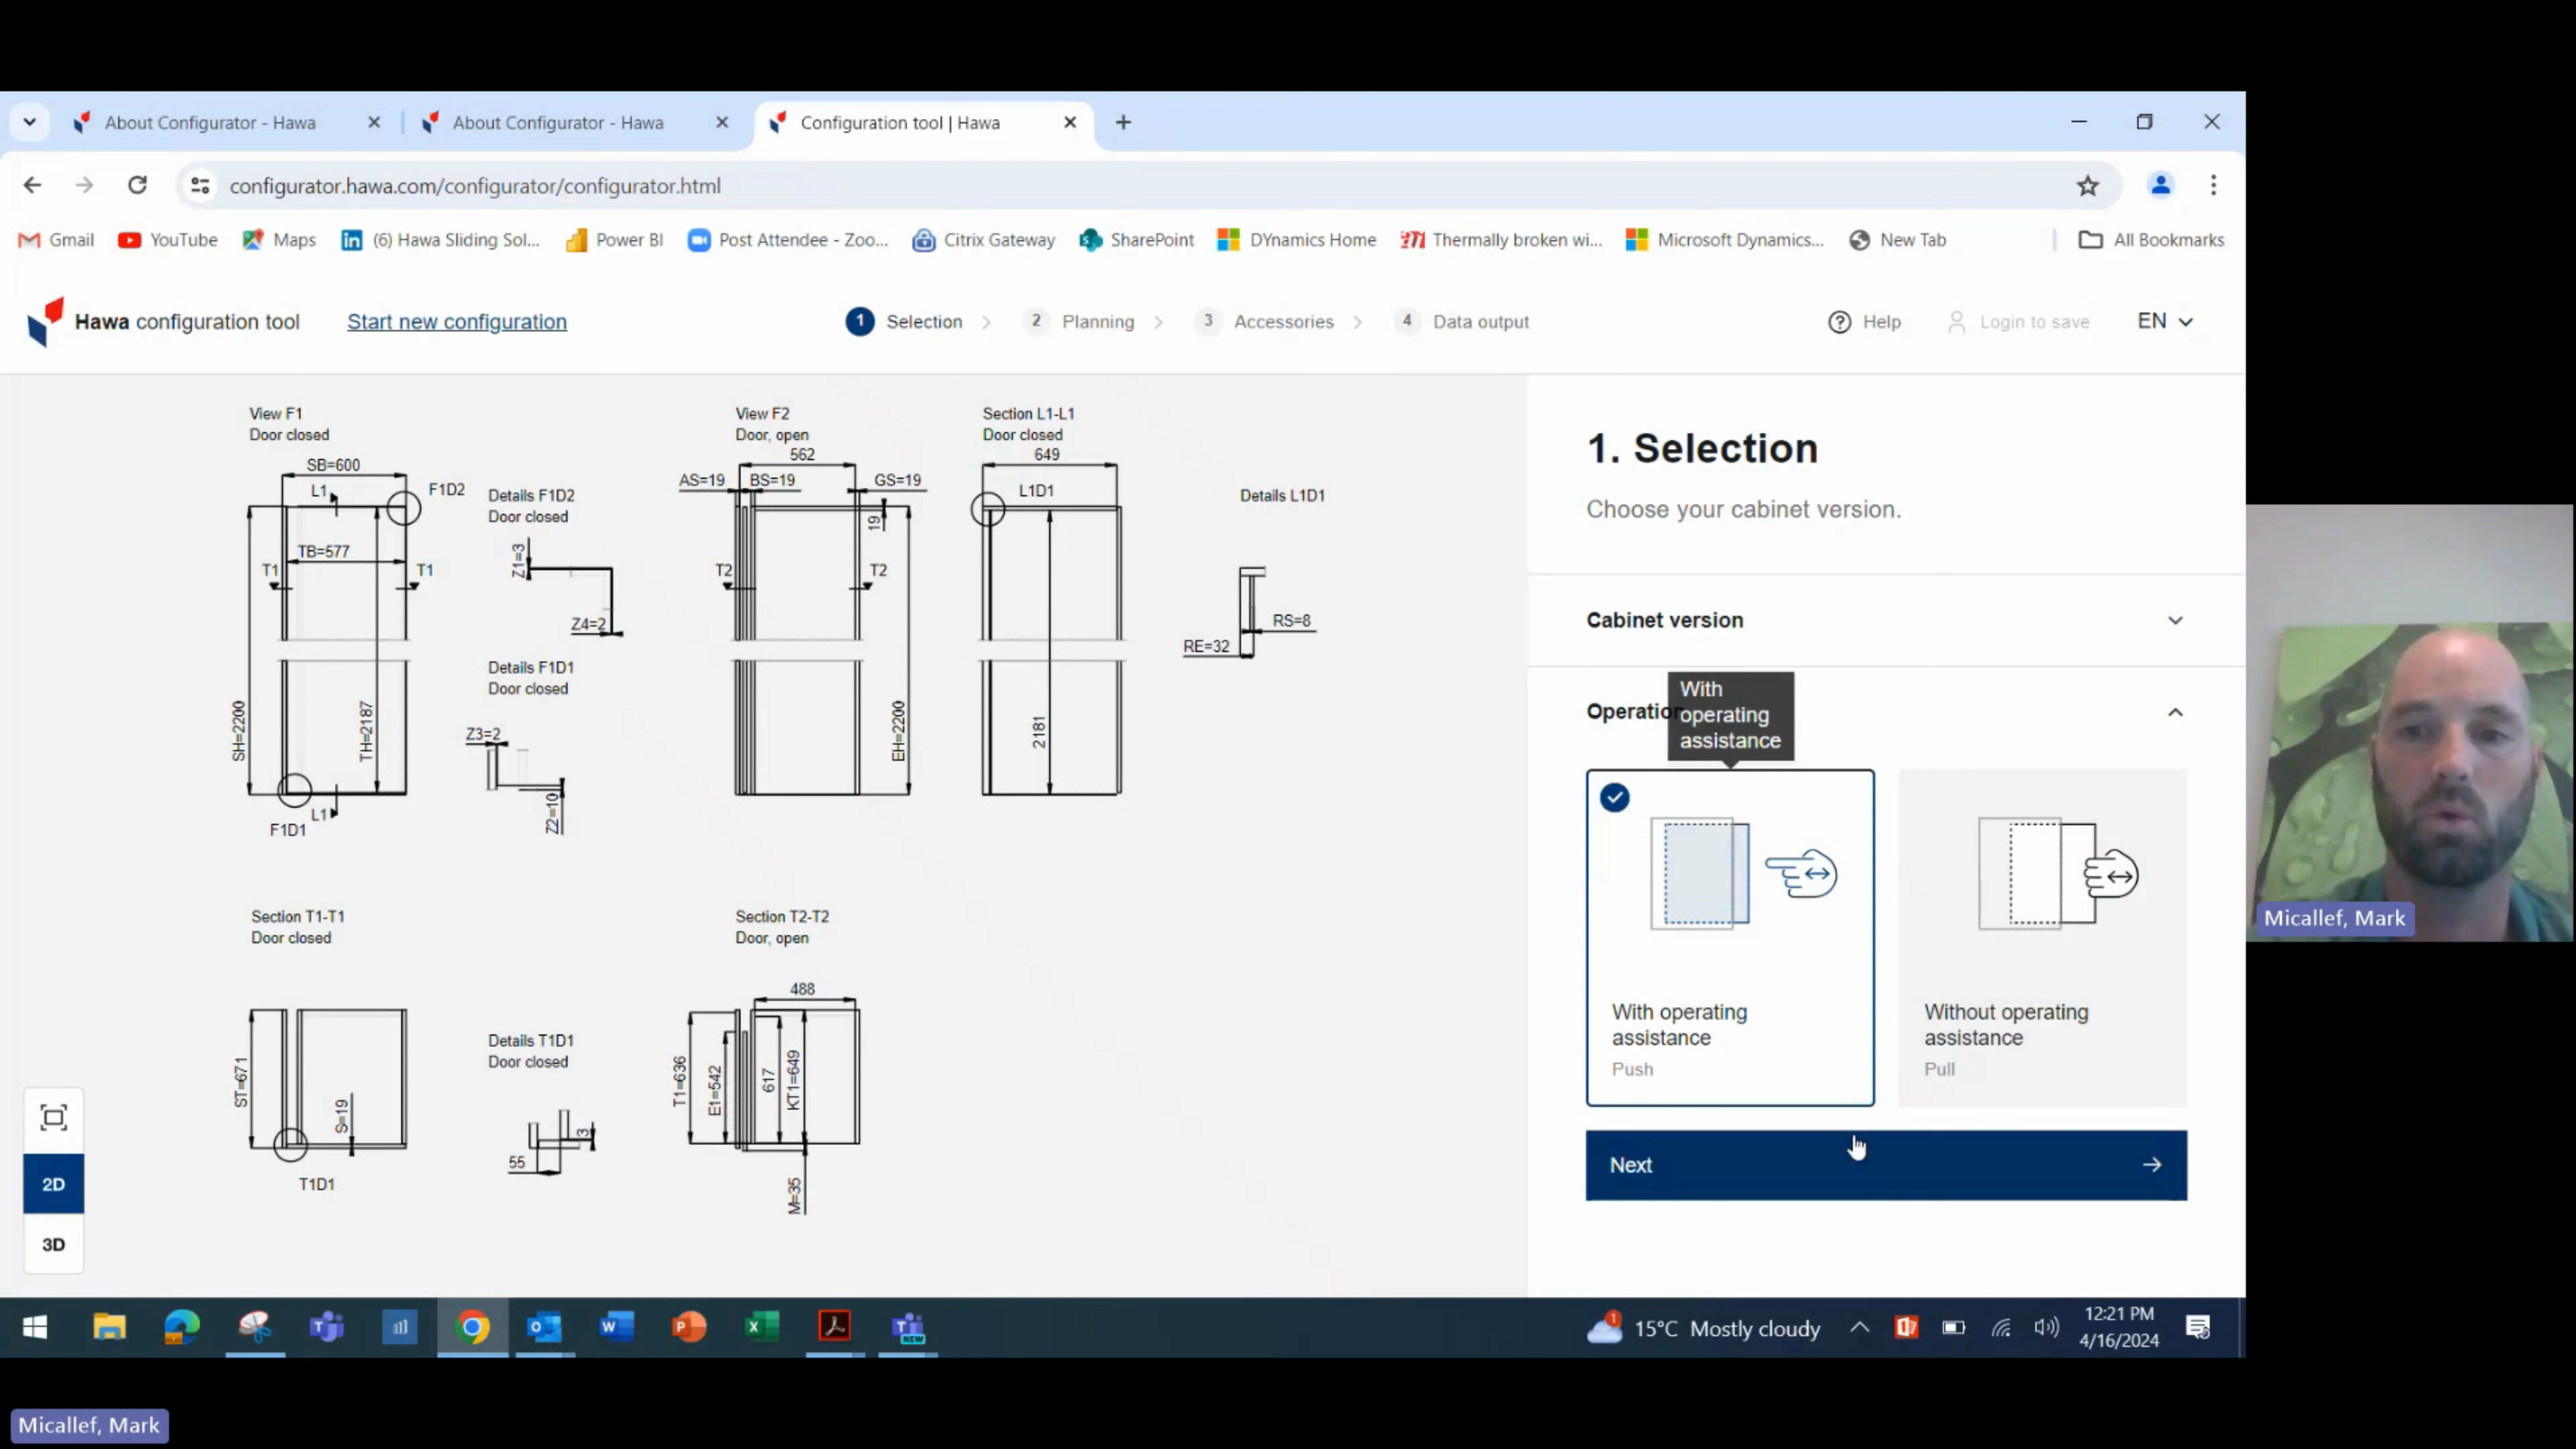 About Configurator - Hawa
About Configurator - Hawa
Configuration tool | Hawa
configurator.hawa.com/configurator/configurator.html
Gmail
YouTube
Maps
(6) Hawa Sliding Sol...
Power BI
Post Attendee - Zoo...
Citrix Gateway
SharePoint
DYnamics Home
Thermally broken wi...
Microsoft Dynamics...
New Tab
All Bookmarks
Hawa configuration tool
Start new configuration
1 Selection
2 Planning
3 Accessories
4 Data output
Help
Login to save
EN
View F1
Door closed
SB=600
L1
F1D2
TB=577
T1
T1
SH=2200
TH=2187
L1
F1D1
Details F1D2
Door closed
Z1=3
Z4=2
Details F1D1
Door closed
Z3=2
Z2=10
View F2
Door, open
562
AS=19
BS=19
GS=19
19
T2
T2
EH=2200
Section L1-L1
Door closed
649
L1D1
2181
Details L1D1
RS=8
RE=32
Section T1-T1
Door closed
ST=671
S=19
T1D1
Details T1D1
Door closed
3
55
Section T2-T2
Door, open
488
T1=636
E1=542
617
KT1=649
M=35
2D
3D
1. Selection
Choose your cabinet version.
Cabinet version
Operation
With
operating
assistance
With operating
assistance
Push
Without operating
assistance
Pull
Next
15°C Mostly cloudy
12:21 PM
4/16/2024
NEW
Micallef, Mark
Micallef, Mark